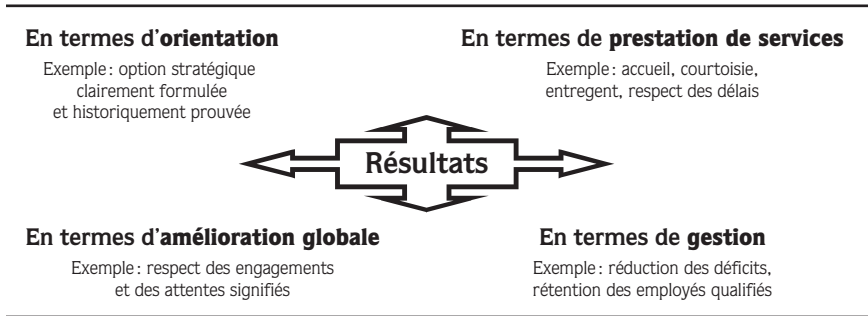 En termes d'orientation
Exemple : option stratégique
clairement formulée
et historiquement prouvée
En termes de prestation de services
Exemple : accueil, courtoisie,
entregent, respect des délais
Résultats
En termes d'amélioration globale
Exemple : respect des engagements
et des attentes signifiés
En termes de gestion
Exemple : réduction des déficits,
rétention des employés qualifiés